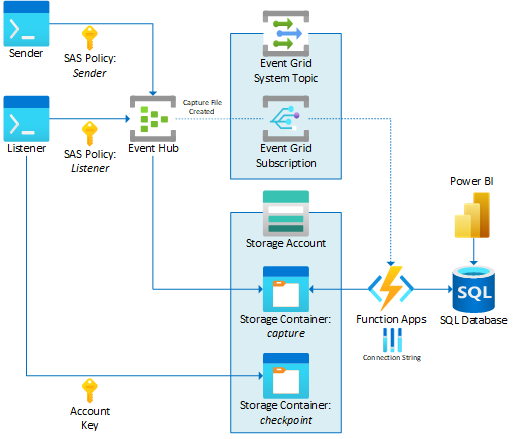 Sender
SAS Policy:
Sender
Event Grid
System Topic
Capture File
Created
Listener
SAS Policy:
Listener
Event Hub
Event Grid
Subscription
Power BI
Storage Account
Storage Container:
capture
Function Apps
Connection String
SQL
SQL Database
Storage Container:
checkpoint
Account
Key